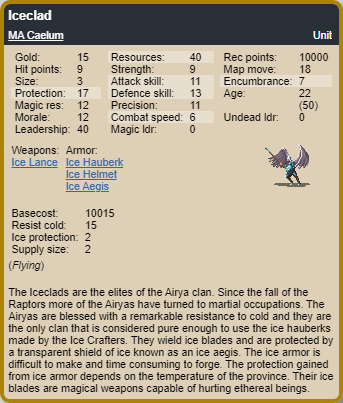 Iceclad
MA Caelum Unit
Gold: 15 Resources: 40 Rec points: 10000
Hit points: 9 Strength: 9 Map move: 18
Size: 3 Attack skill: 11 Encumbrance: 7
Protection: 17 Defence skill: 13 Age: 22
Magic res: 12 Precision: 11 (50)
Morale: 12 Combat speed: 6 Undead ldr: 0
Leadership: 40 Magic ldr: 0
Weapons: Armor:
Ice Lance Ice Hauberk
Ice Helmet
Ice Aegis
Basecost: 10015
Resist cold: 15
Ice protection: 2
Supply size: 2
(Flying)
The Iceclads are the elites of the Airya clan. Since the fall of the
Raptors more of the Airyas have turned to martial occupations. The
Airyas are blessed with a remarkable resistance to cold and they are
the only clan that is considered pure enough to use the ice hauberks
made by the Ice Crafters. They wield ice blades and are protected by
a transparent shield of ice known as an ice aegis. The ice armor is
difficult to make and time consuming to forge. The protection gained
from ice armor depends on the temperature of the province. Their ice
blades are magical weapons capable of hurting ethereal beings.